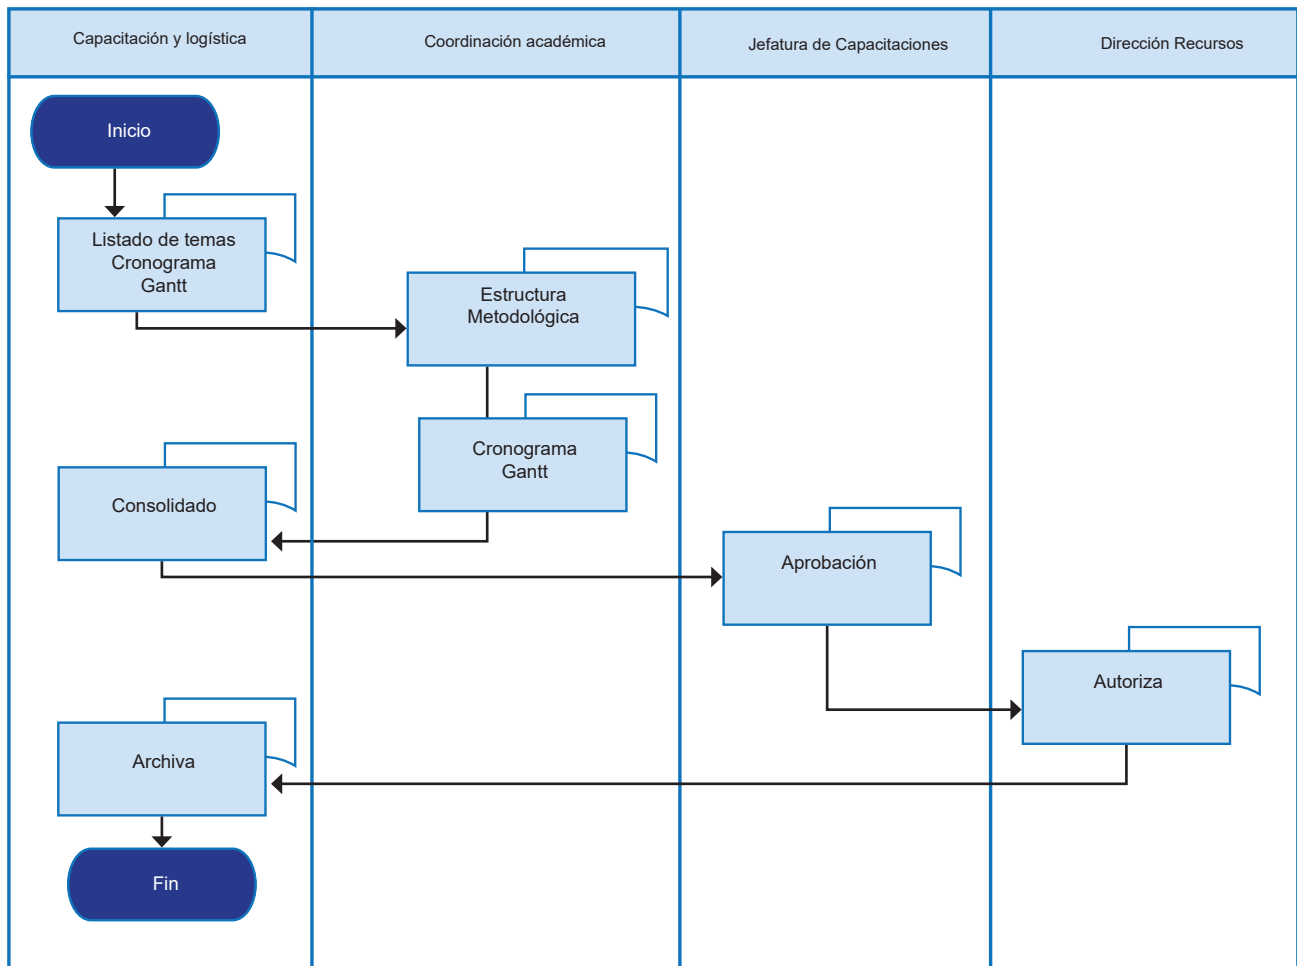 Capacitación y logística
Coordinación académica
Jefatura de Capacitaciones
Dirección Recursos
Inicio
Listado de temas
Cronograma
Gantt
Estructura
Metodológica
Cronograma
Gantt
Consolidado
Aprobación
Autoriza
Archiva
Fin